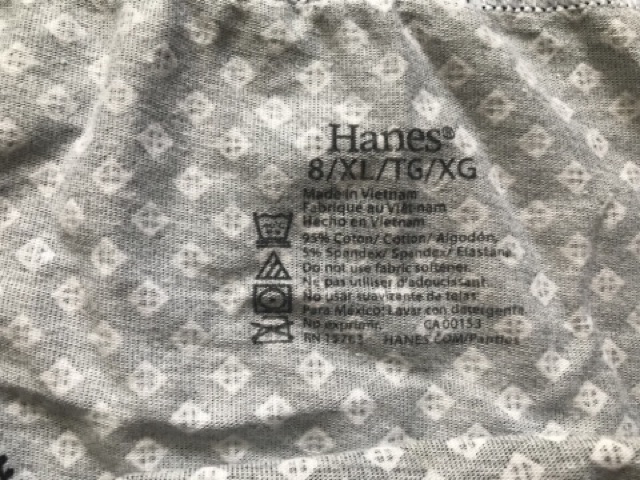 Hanes®
8/XL/TG/XG
Made in Vietnam
Fabriqué au Viêt-nam
Hecho en Vietnam
95% Coton/ Cotton/ Algodón,
5% Spandex/ Spandex/ Elastano
Do not use fabric softener.
Ne pas utiliser d'adoucissant.
No usar suavizante de telas.
Para México: Lavar con detergente.
No exprimir. CA 00153
RN 15763 HANES.COM/Panties